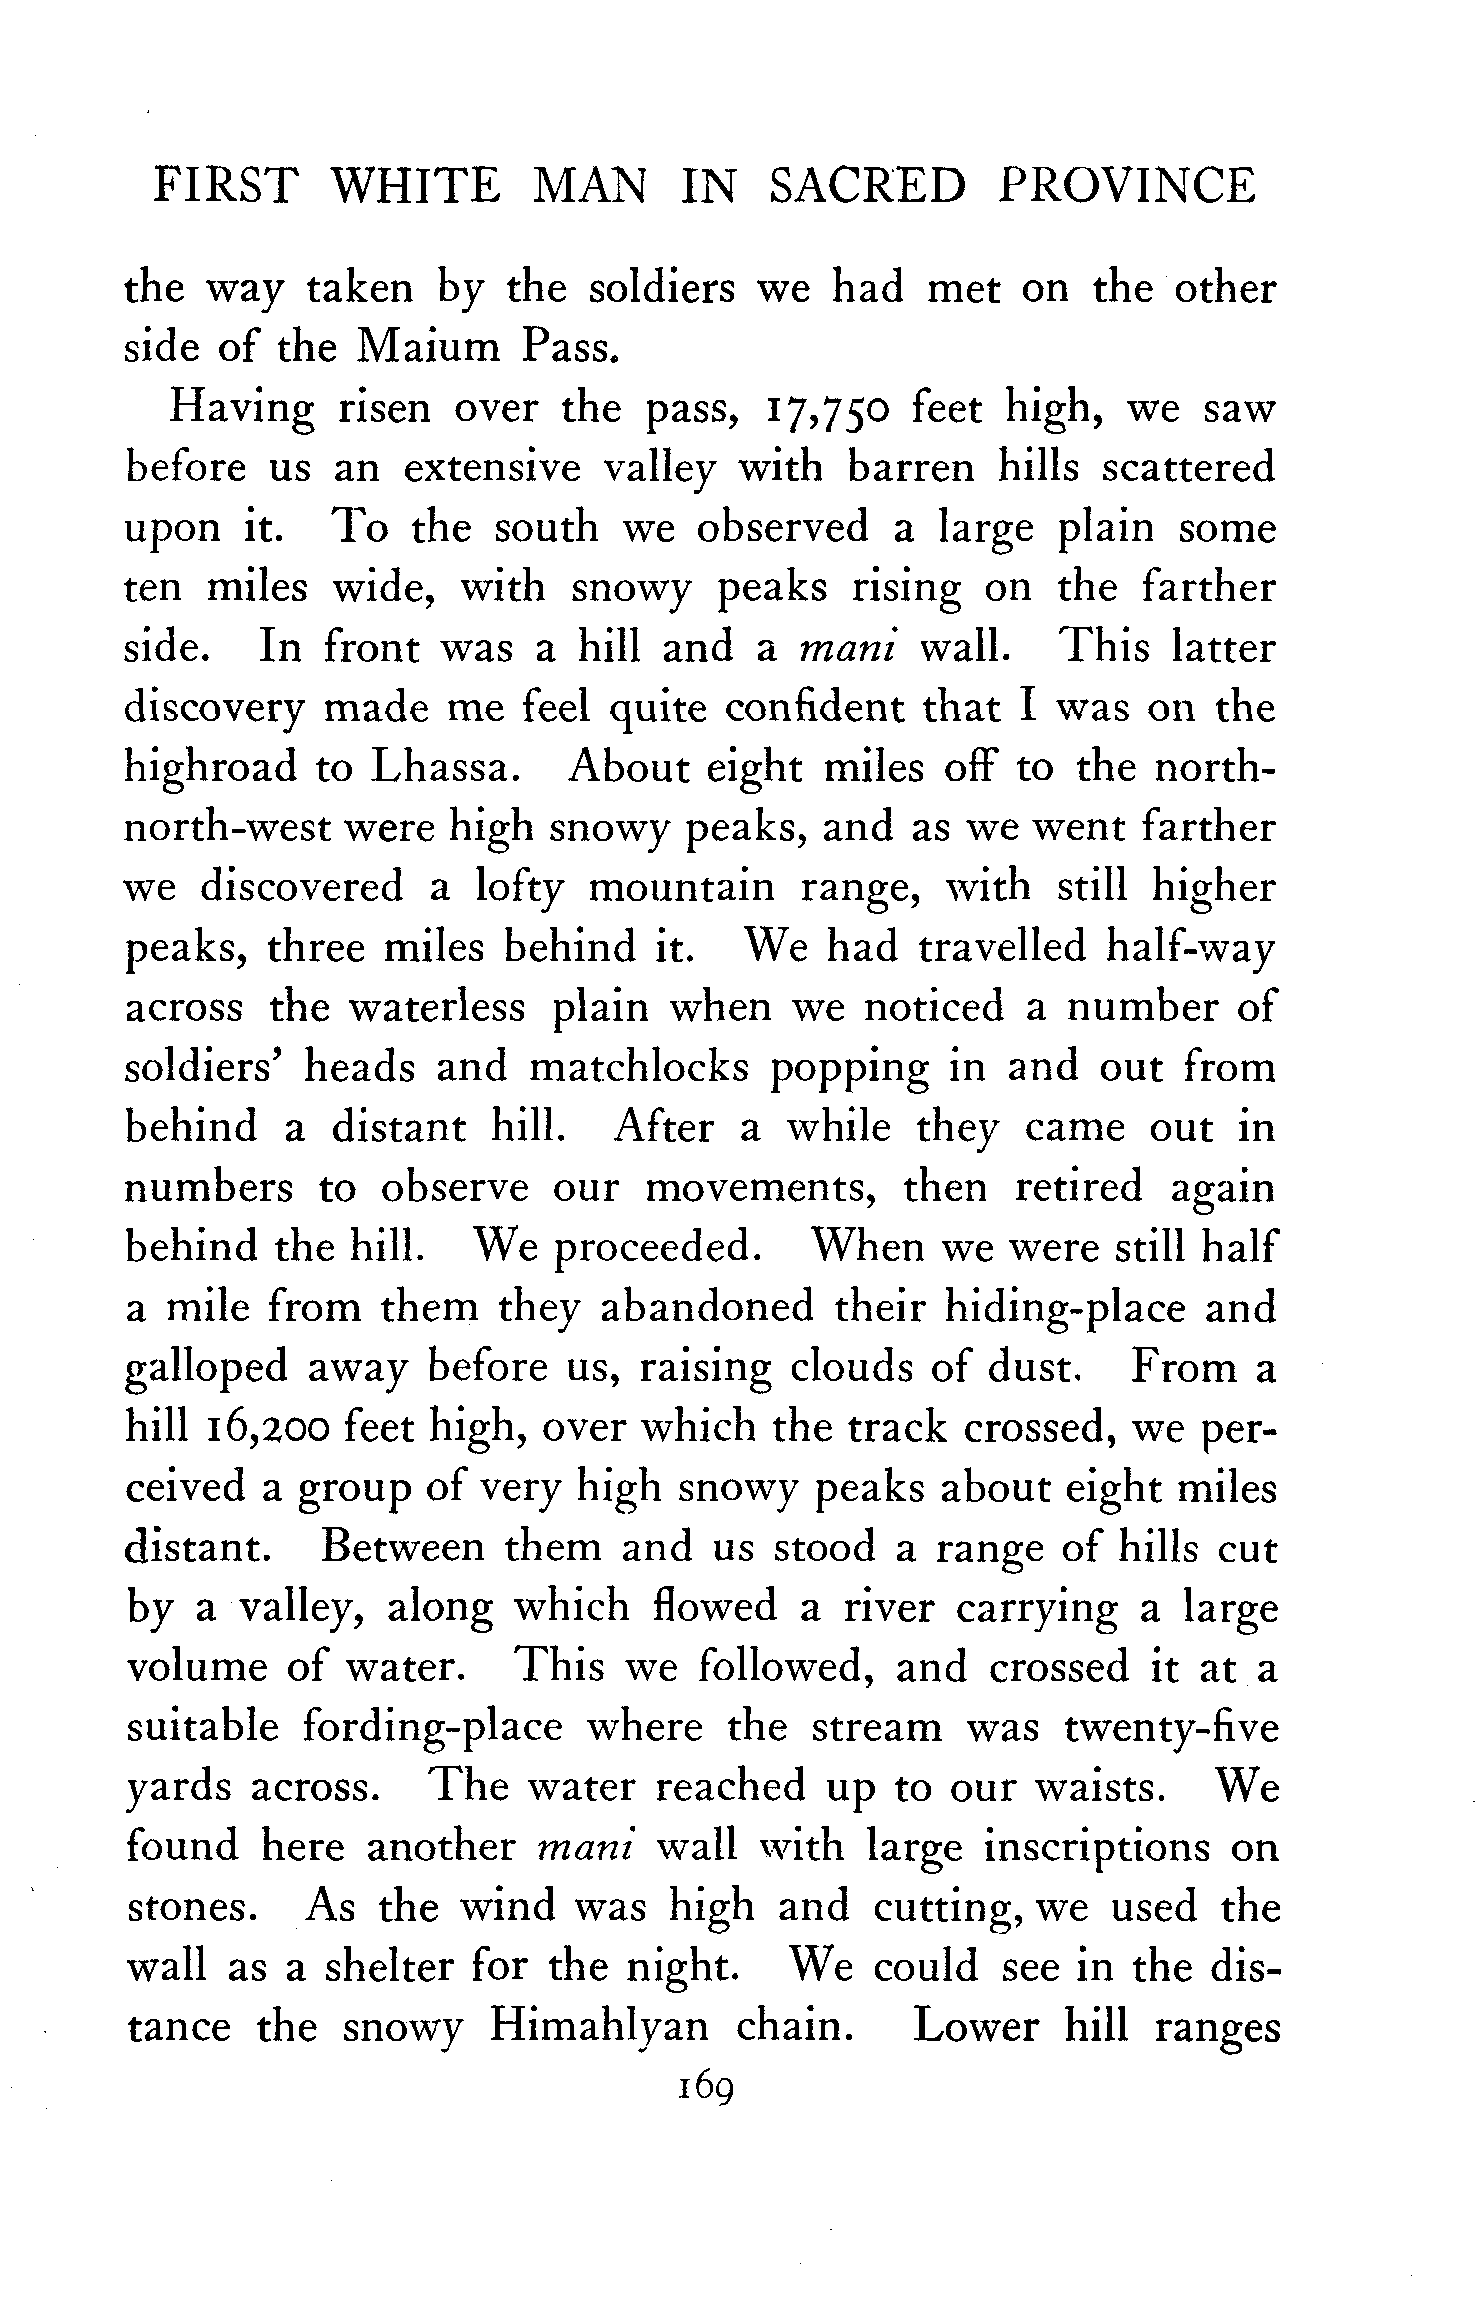 FIRST WHITE MAN IN SACRED PROVINCE
the way taken by the soldiers we had met on the other
side of the Maium Pass.
Having risen over the pass, 17,750 feet high, we saw
before us an extensive valley with barren hills scattered
upon it. To the south we observed a large plain some
ten miles wide, with snowy peaks rising on the farther
side. In front was a hill and a mani wall. This latter
discovery made me feel quite confident that I was on the
highroad to Lhassa. About eight miles off to the north-
north-west were high snowy peaks, and as we went farther
we discovered a lofty mountain range, with still higher
peaks, three miles behind it. We had travelled half-way
across the waterless plain when we noticed a number of
soldiers' heads and matchlocks popping in and out from
behind a distant hill. After a while they came out in
numbers to observe our movements, then retired again
behind the hill. We proceeded. When we were still half
a mile from them they abandoned their hiding-place and
galloped away before us, raising clouds of dust. From a
hill 16,200 feet high, over which the track crossed, we per-
ceived a group of very high snowy peaks about eight miles
distant. Between them and us stood a range of hills cut
by a valley, along which flowed a river carrying a large
volume of water. This we followed, and crossed it at a
suitable fording-place where the stream was twenty-five
yards across. The water reached up to our waists. We
found here another mani wall with large inscriptions on
stones. As the wind was high and cutting, we used the
wall as a shelter for the night. We could see in the dis-
tance the snowy Himahlyan chain. Lower hill ranges
169